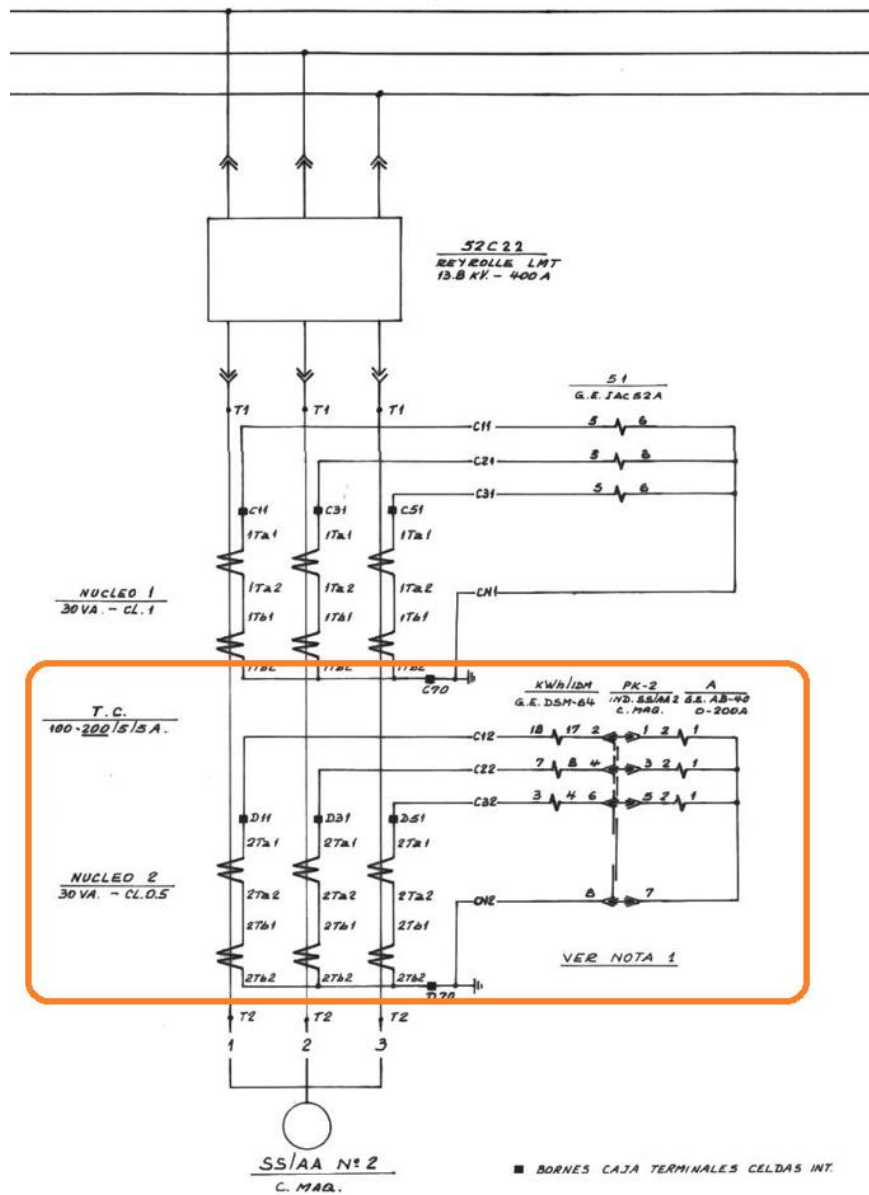 52C22
REYROLLE LMT
13.8 KV. - 400 A
51
G.E. IAC52A
T1 T1 T1
C11 5 6
C21 5 6
C31 5 6
C11 C31 C51
1Ta1 1Ta1 1Ta1
1Ta2 1Ta2 1Ta2
NUCLEO 1
30 VA. - CL. 1
CN1
1Tb1 1Tb1 1Tb1
1Tb2 1Tb2 1Tb2
C70
T.C.
100-200/5/5A.
KWh/IDM PK-2 A
G.E. DSM-64 IND. SS/AA2 G.E. AB-40
C. MAQ. 0-200A
C12 18 17 2 1 2 1
C22 7 8 4 3 2 1
C32 3 4 6 5 2 1
D11 D31 D51
2Ta1 2Ta1 2Ta1
NUCLEO 2
30 VA. - CL.0.5
2Ta2 2Ta2 2Ta2
CN2 8 7
2Tb1 2Tb1 2Tb1
VER NOTA 1
2Tb2 2Tb2 2Tb2
D70
T2 T2 T2
1 2 3
SS/AA Nº 2
C. MAQ.
BORNES CAJA TERMINALES CELDAS INT.